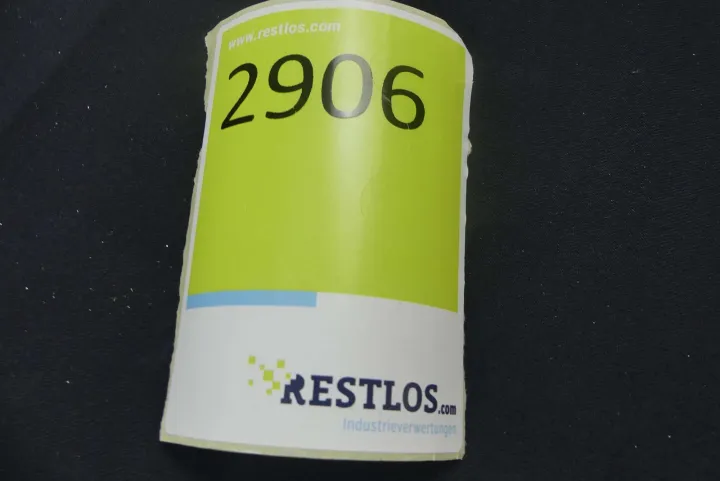 www.restlos.com
2906
RESTLOS.com
Industrieverwertungen